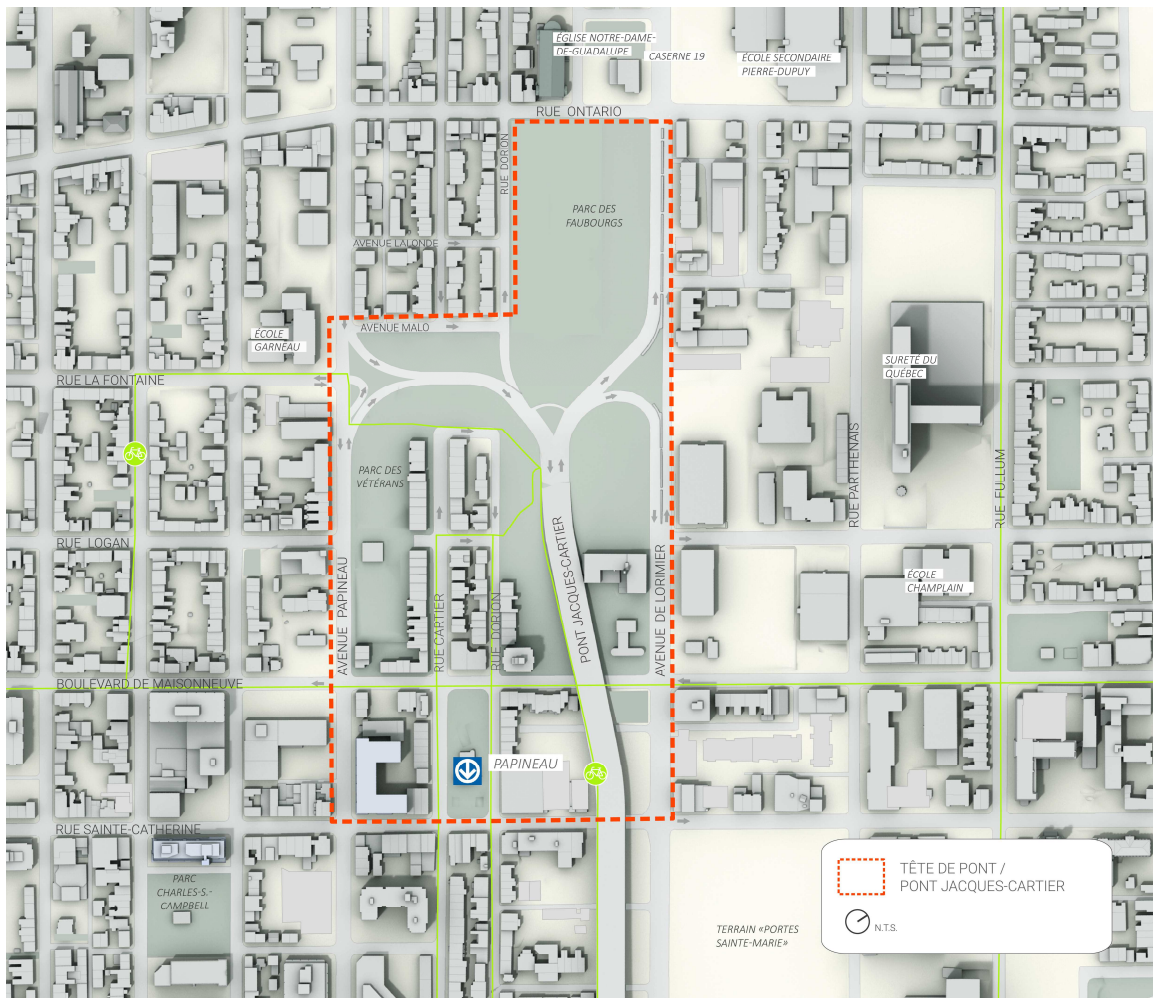 ÉGLISE NOTRE-DAME-
DE-GUADALUPE
CASERNE 19
ÉCOLE SECONDAIRE
PIERRE-DUPUY
RUE ONTARIO
RUE DORION
PARC DES
FAUBOURGS
AVENUE LALONDE
AVENUE MALO
ÉCOLE
GARNEAU
SURETÉ DU
QUÉBEC
RUE LA FONTAINE
PARC DES
VÉTÉRANS
RUE PARTHENAIS
RUE FULLUM
RUE LOGAN
AVENUE PAPINEAU
RUE CARTIER
RUE DORION
PONT JACQUES-CARTIER
AVENUE DE LORIMIER
ÉCOLE
CHAMPLAIN
BOULEVARD DE MAISONNEUVE
PAPINEAU
RUE SAINTE-CATHERINE
PARC
CHARLES-S.-
CAMPBELL
TERRAIN «PORTES
SAINTE-MARIE»
TÊTE DE PONT /
PONT JACQUES-CARTIER
N.T.S.